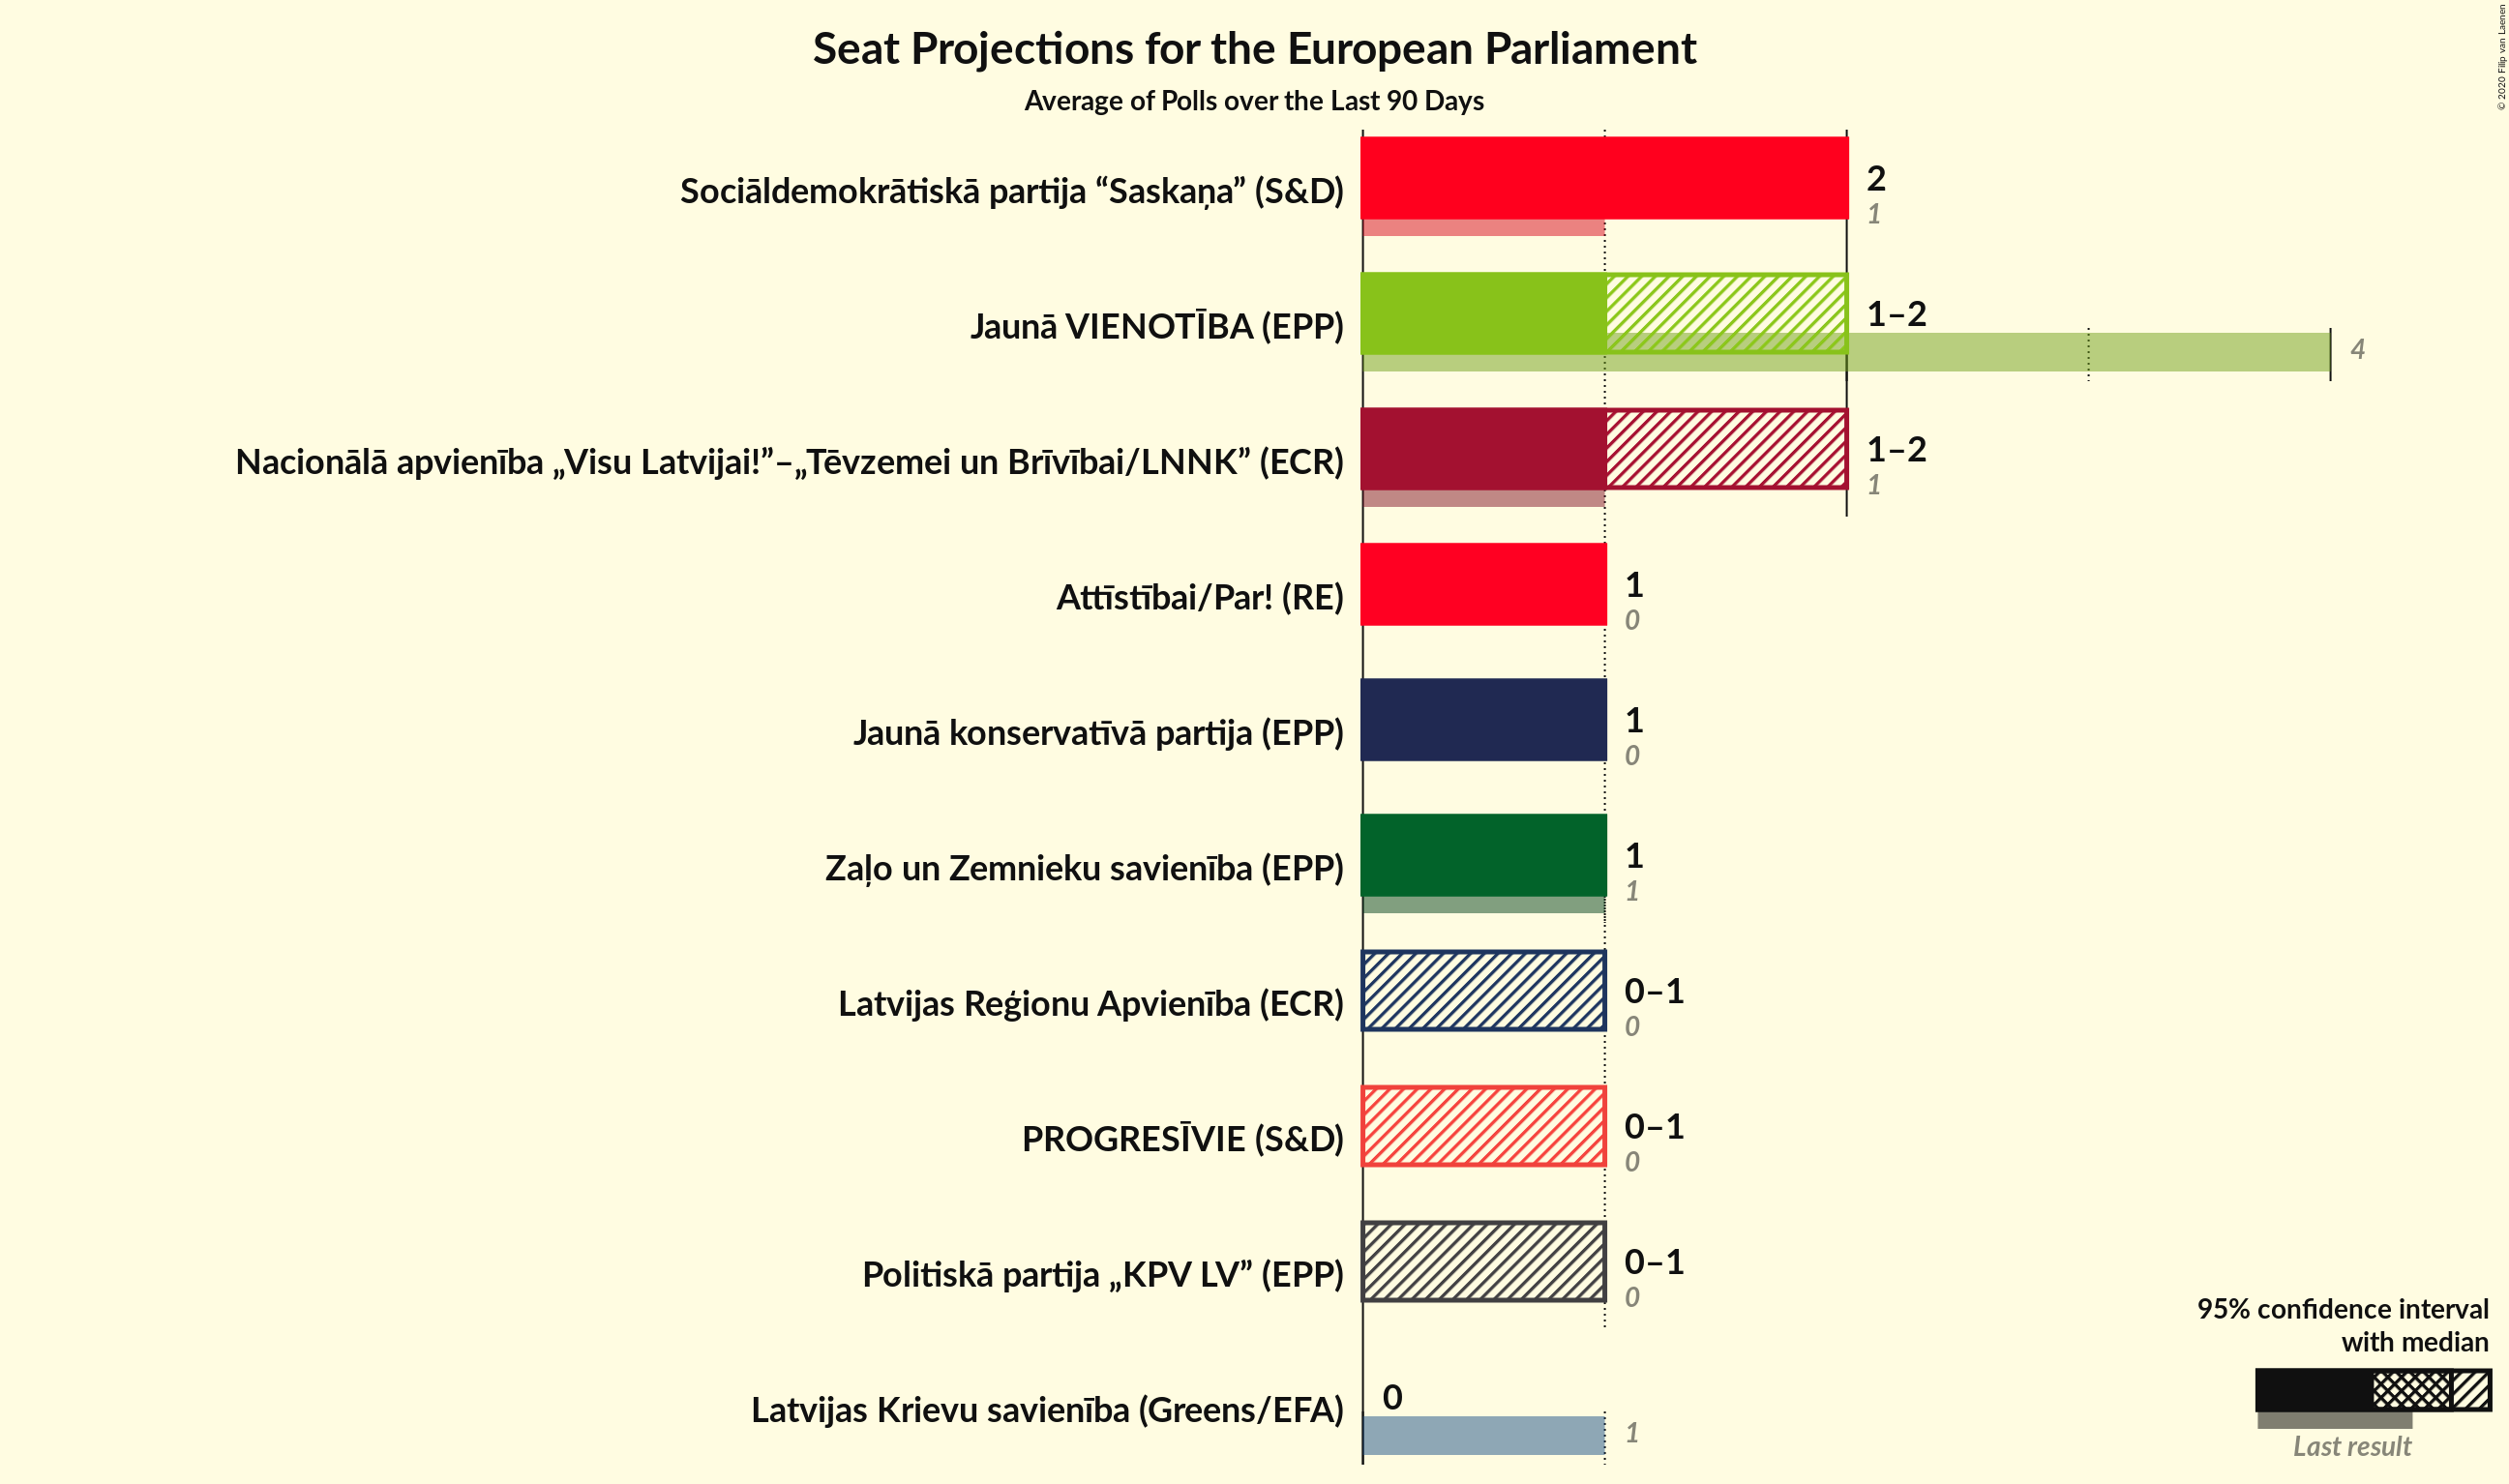 Seat Projections for the European Parliament
Average of Polls over the Last 90 Days
© 2020 Filip van Laenen
Sociāldemokrātiskā partija “Saskaņa” (S&D)
2
1
Jaunā VIENOTĪBA (EPP)
1–2
4
Nacionālā apvienība „Visu Latvijai!”–„Tēvzemei un Brīvībai/LNNK” (ECR)
1–2
1
Attīstībai/Par! (RE)
1
0
Jaunā konservatīvā partija (EPP)
1
0
Zaļo un Zemnieku savienība (EPP)
1
1
Latvijas Reģionu Apvienība (ECR)
0–1
0
PROGRESĪVIE (S&D)
0–1
0
Politiskā partija „KPV LV” (EPP)
0–1
0
Latvijas Krievu savienība (Greens/EFA)
0
1
95% confidence interval
with median
Last result